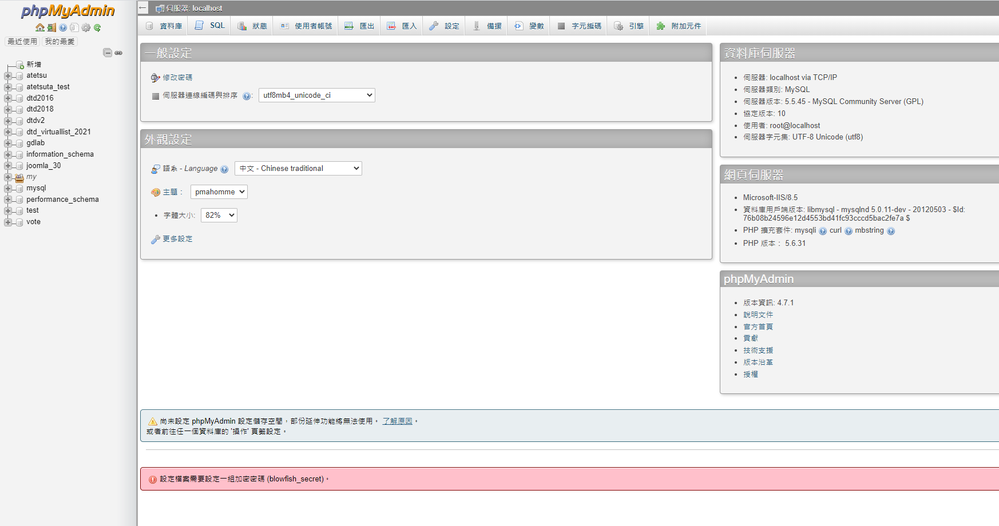 phpMyAdmin
最近使用 我的最愛
新增
atetsu
atetsuta_test
dtd2016
dtd2018
dtdv2
dtd_virtuallist_2021
gdlab
information_schema
joomla_30
my
mysql
performance_schema
test
vote
伺服器: localhost
資料庫 SQL 狀態 使用者帳號 匯出 匯入 設定 備援 變數 字元編碼 引擎 附加元件
一般設定
修改密碼
伺服器連線編碼與排序 : utf8mb4_unicode_ci
外觀設定
語系 - Language 中文 - Chinese traditional
主題： pmahomme
字體大小: 82%
更多設定
資料庫伺服器
伺服器: localhost via TCP/IP
伺服器類別: MySQL
伺服器版本: 5.5.45 - MySQL Community Server (GPL)
協定版本: 10
使用者: root@localhost
伺服器字元集: UTF-8 Unicode (utf8)
網頁伺服器
Microsoft-IIS/8.5
資料庫用戶端版本: libmysql - mysqlnd 5.0.11-dev - 20120503 - $Id:
76b08b24596e12d4553bd41fc93cccd5bac2fe7a $
PHP 擴充套件: mysqli curl mbstring
PHP 版本： 5.6.31
phpMyAdmin
版本資訊: 4.7.1
說明文件
官方首頁
貢獻
技術支援
版本沿革
授權
尚未設定 phpMyAdmin 設定儲存空間，部份延伸功能將無法使用。 了解原因。
或者前往任一個資料庫的 '操作' 頁籤設定。
設定檔案需要設定一組加密密碼 (blowfish_secret)。